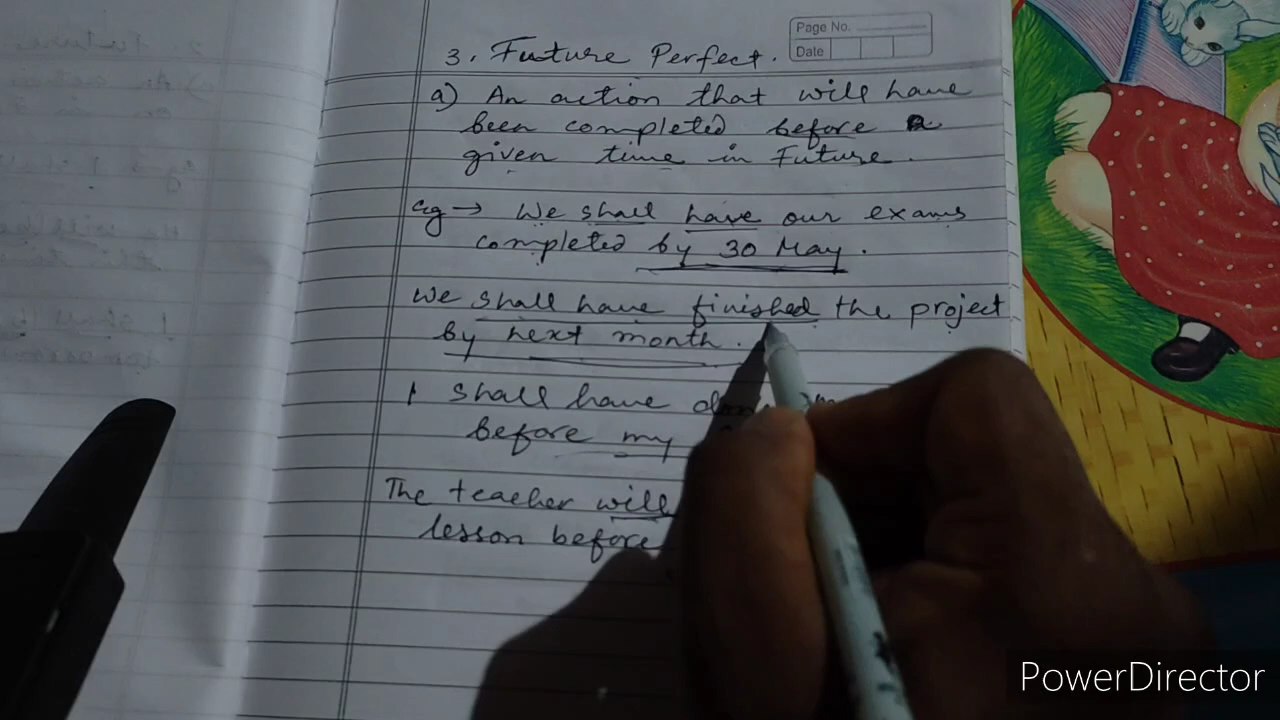 Page No.
Date
3. Future Perfect.
a) An action that will have
been completed before a
given time in Future.
eg → We shall have our exams
completed by 30 May.
We shall have finished the project
by next month.
I shall have
before my
The teacher will
lesson before
PowerDirector